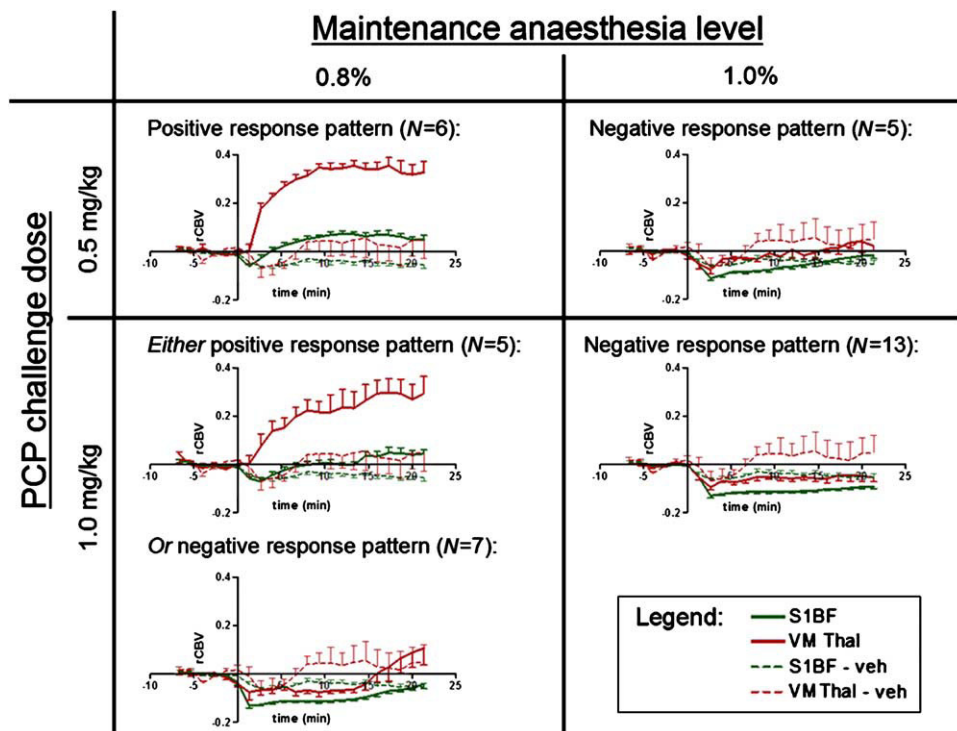 Maintenance anaesthesia level
0.8%
1.0%
PCP challenge dose
0.5 mg/kg
1.0 mg/kg
Positive response pattern (N=6):
0.4
0.2
-0.2
rCBV
-10
-5
5
10
15
20
25
time (min)
Negative response pattern (N=5):
0.4
0.2
-0.2
rCBV
-10
-5
5
10
15
20
25
time (min)
Either positive response pattern (N=5):
0.4
0.2
-0.2
rCBV
-10
-5
5
10
15
20
25
time (min)
Negative response pattern (N=13):
0.4
0.2
-0.2
rCBV
-10
-5
5
10
15
20
25
time (min)
Or negative response pattern (N=7):
0.4
0.2
-0.2
rCBV
-10
-5
5
10
15
20
25
time (min)
Legend:
S1BF
VM Thal
S1BF - veh
VM Thal - veh